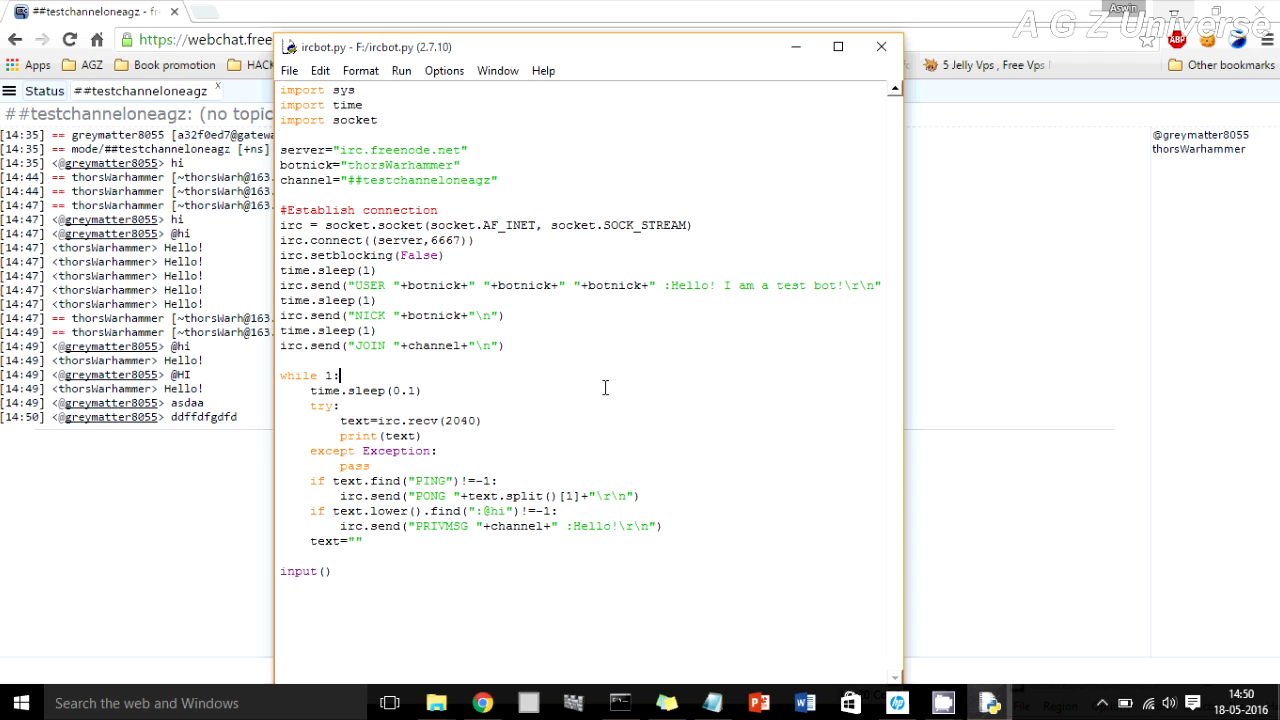 ##testchanneloneagz - fr
Aswin
A G Z Universe
https://webchat.free
Apps
AGZ
Book promotion
HACK
5 Jelly Vps , Free Vps
Other bookmarks
Status
##testchanneloneagz
##testchanneloneagz: (no topic
[14:35] == greymatter8055 [a32f0ed7@gatewa
[14:35] == mode/##testchanneloneagz [+ns]
[14:35] <@greymatter8055> hi
[14:44] == thorsWarhammer [~thorsWarh@163.
[14:44] == thorsWarhammer [~thorsWarh@163.
[14:47] == thorsWarhammer [~thorsWarh@163.
[14:47] <@greymatter8055> hi
[14:47] <@greymatter8055> @hi
[14:47] <thorsWarhammer> Hello!
[14:47] <thorsWarhammer> Hello!
[14:47] <thorsWarhammer> Hello!
[14:47] <thorsWarhammer> Hello!
[14:47] == thorsWarhammer [~thorsWarh@163.
[14:49] == thorsWarhammer [~thorsWarh@163.
[14:49] <@greymatter8055> @hi
[14:49] <thorsWarhammer> Hello!
[14:49] <@greymatter8055> @HI
[14:49] <thorsWarhammer> Hello!
[14:49] <@greymatter8055> asdaa
[14:50] <@greymatter8055> ddffdfgdfd
@greymatter8055
thorsWarhammer
ircbot.py - F:/ircbot.py (2.7.10)
File Edit Format Run Options Window Help
import sys
import time
import socket
server="irc.freenode.net"
botnick="thorsWarhammer"
channel="##testchanneloneagz"
#Establish connection
irc = socket.socket(socket.AF_INET, socket.SOCK_STREAM)
irc.connect((server,6667))
irc.setblocking(False)
time.sleep(1)
irc.send("USER "+botnick+" "+botnick+" "+botnick+" :Hello! I am a test bot!\r\n"
time.sleep(1)
irc.send("NICK "+botnick+"\n")
time.sleep(1)
irc.send("JOIN "+channel+"\n")
while 1:
    time.sleep(0.1)
    try:
        text=irc.recv(2040)
        print(text)
    except Exception:
        pass
    if text.find("PING")!=-1:
        irc.send("PONG "+text.split()[1]+"\r\n")
    if text.lower().find(":@hi")!=-1:
        irc.send("PRIVMSG "+channel+" :Hello!\r\n")
    text=""
input()
Search the web and Windows
File
Region
14:50
18-05-2016